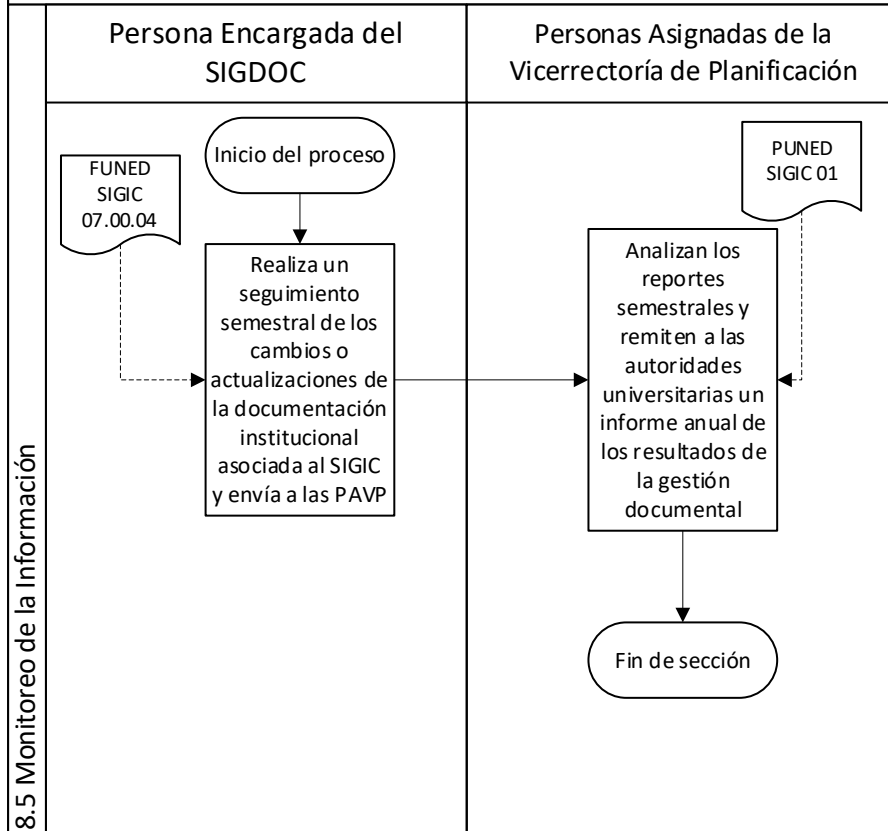 Persona Encargada del
SIGDOC
Personas Asignadas de la
Vicerrectoría de Planificación
8.5 Monitoreo de la Información
FUNED
SIGIC
07.00.04
Inicio del proceso
Realiza un
seguimiento
semestral de los
cambios o
actualizaciones de
la documentación
institucional
asociada al SIGIC
y envía a las PAVP
PUNED
SIGIC 01
Analizan los
reportes
semestrales y
remiten a las
autoridades
universitarias un
informe anual de
los resultados de
la gestión
documental
Fin de sección